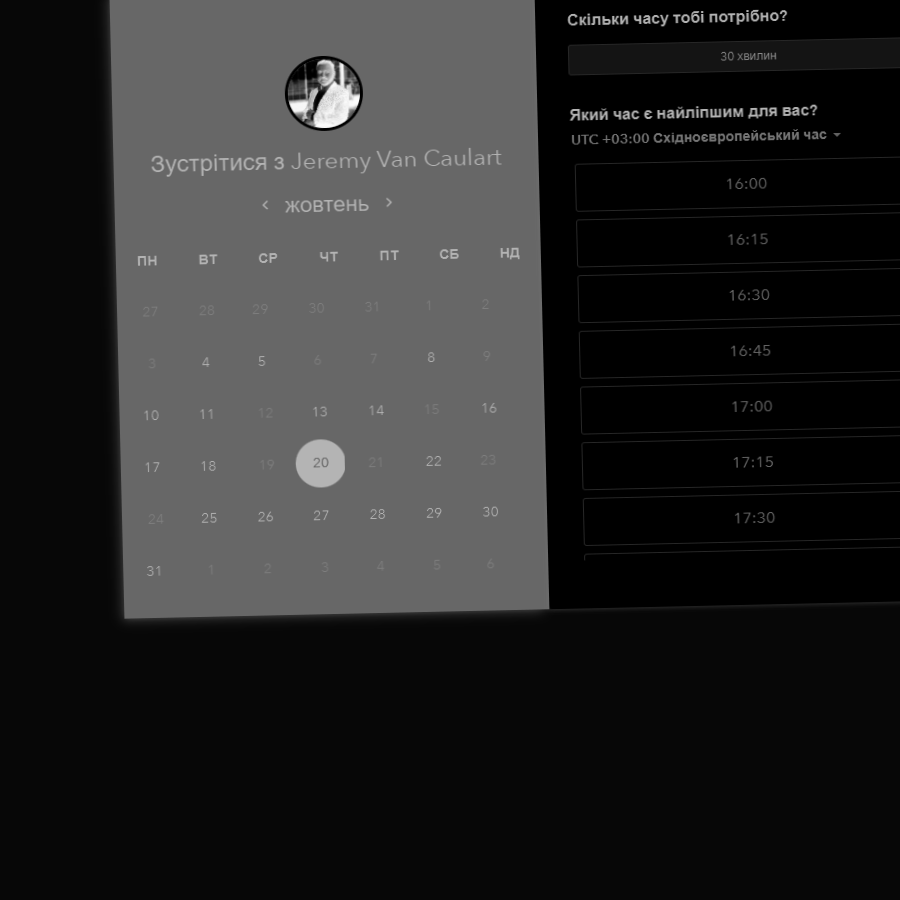 Зустрітися з Jeremy Van Caulart
жовтень
ПН ВТ СР ЧТ ПТ СБ НД
27 28 29 30 31 1 2
3 4 5 6 7 8 9
10 11 12 13 14 15 16
17 18 19 20 21 22 23
24 25 26 27 28 29 30
31 1 2 3 4 5 6
Скільки часу тобі потрібно?
30 хвилин
Який час є найліпшим для вас?
UTC +03:00 Східноєвропейський час
16:00
16:15
16:30
16:45
17:00
17:15
17:30